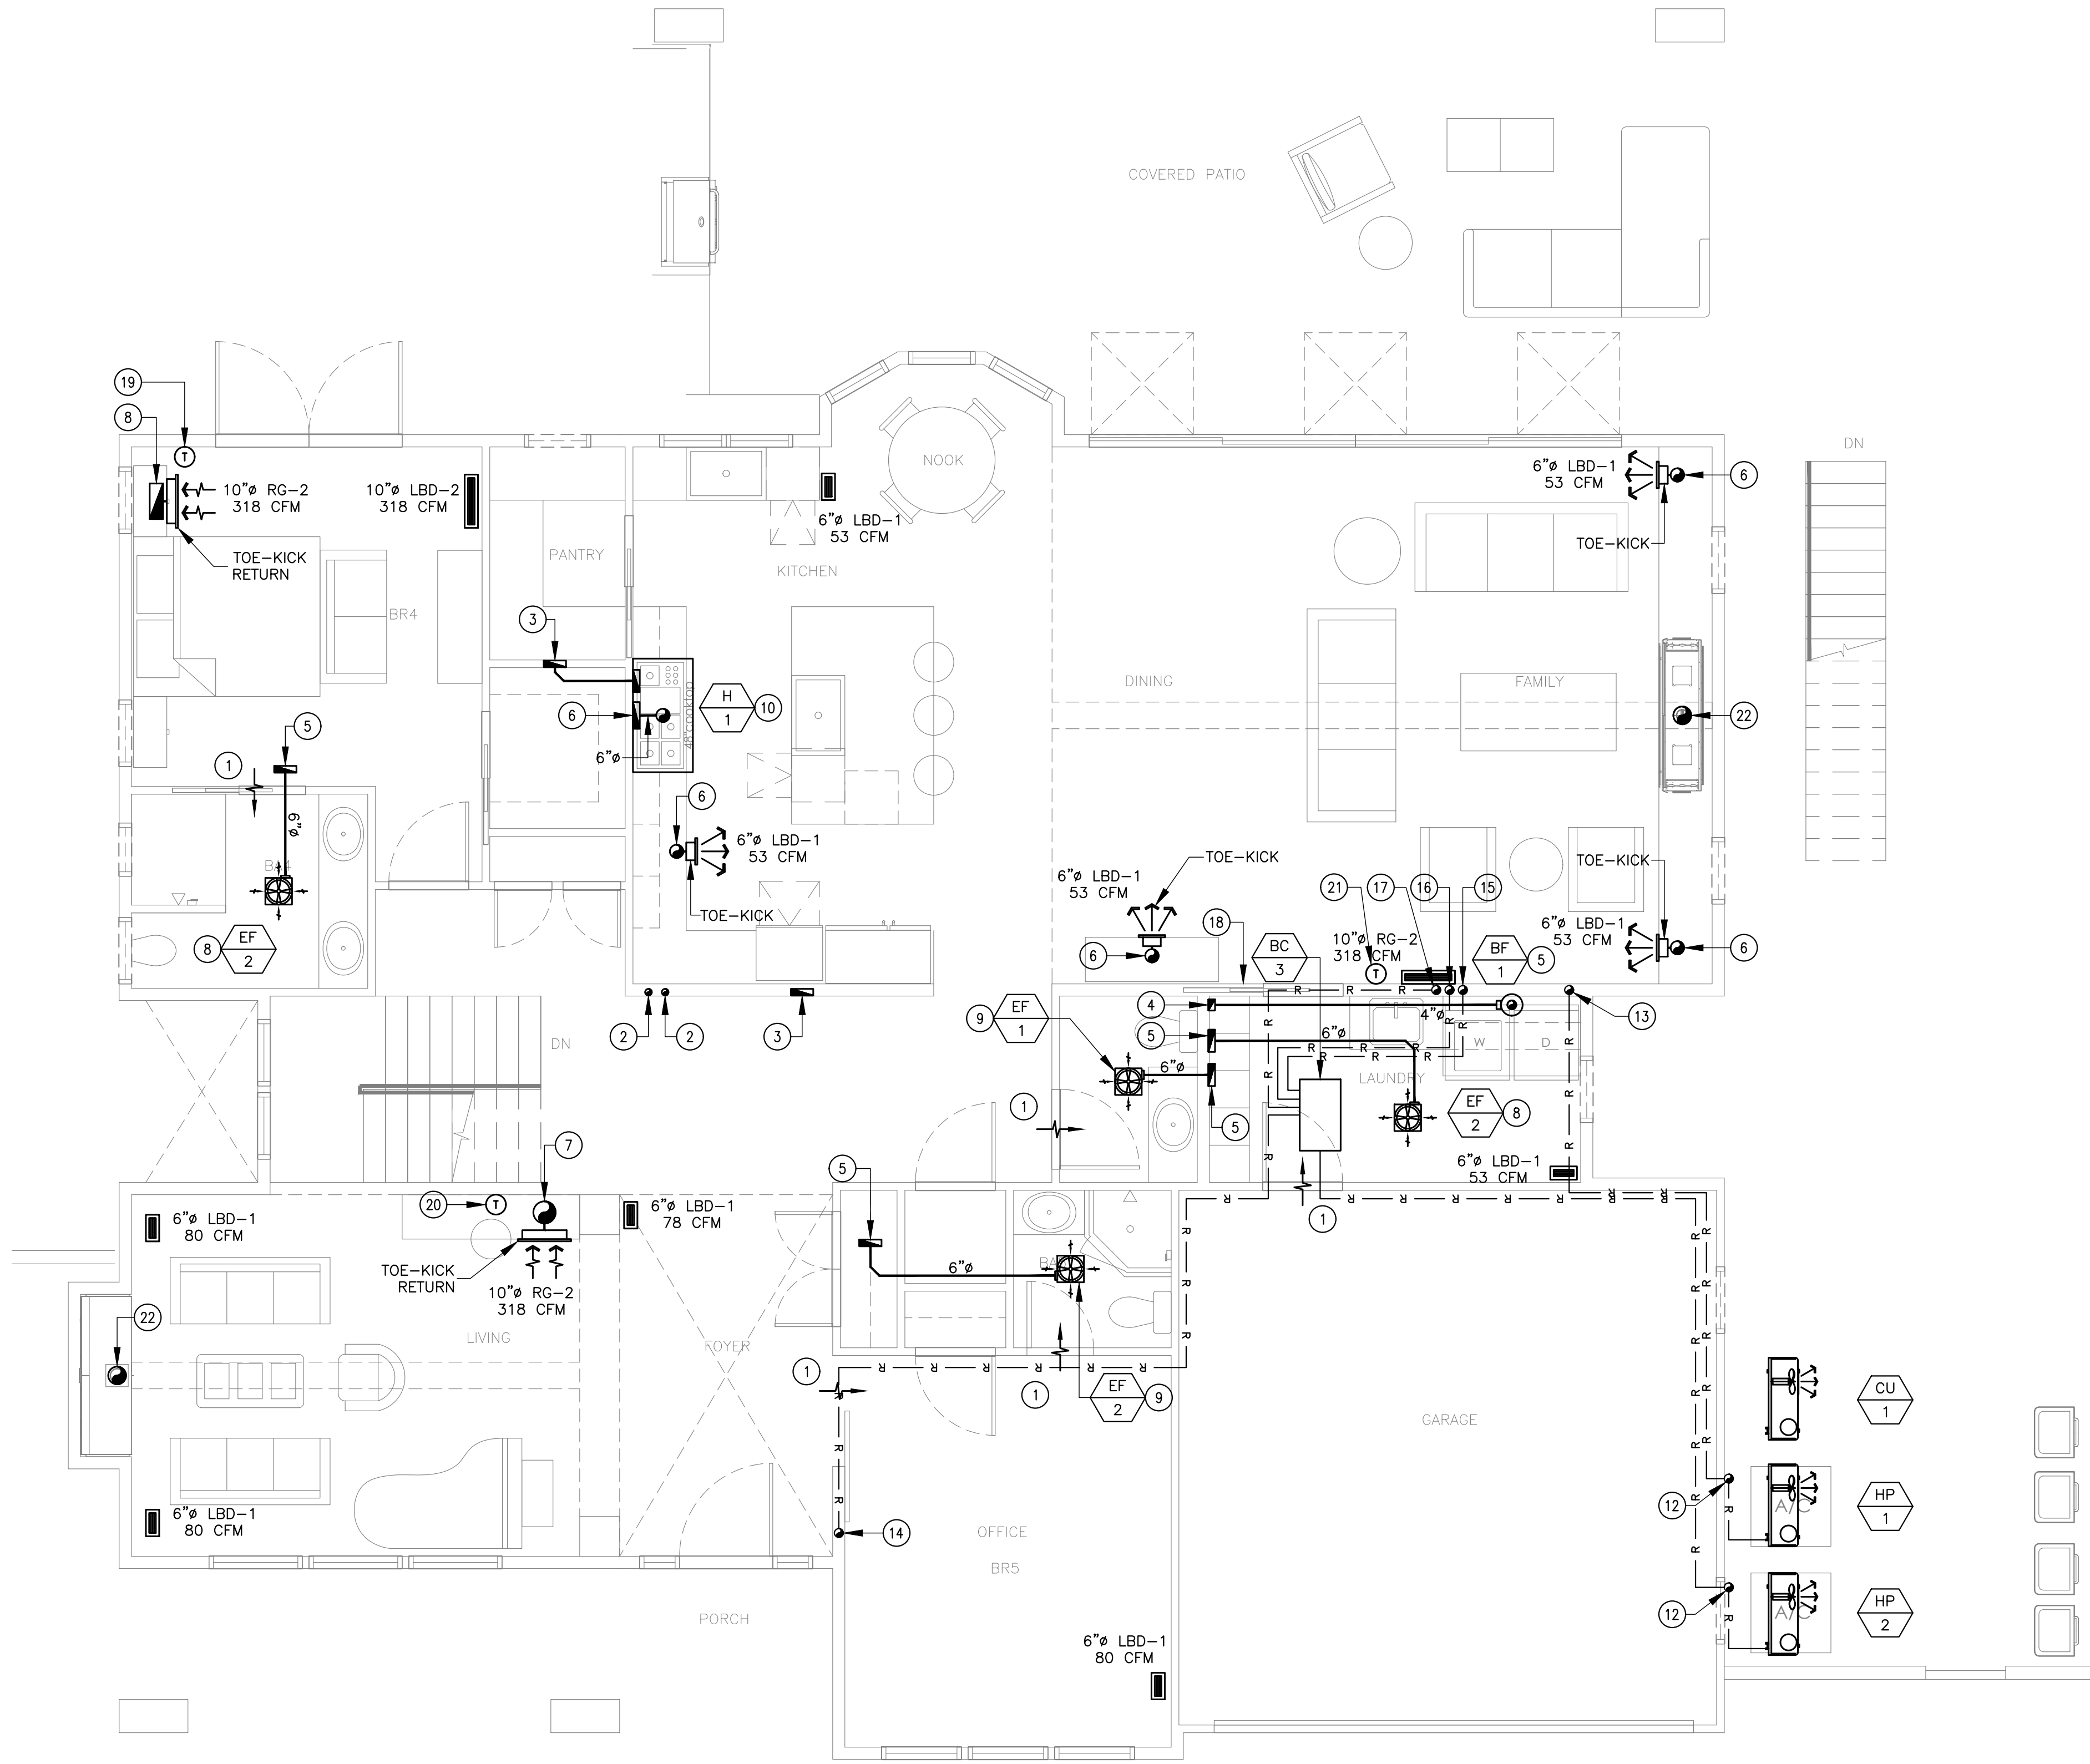 COVERED PATIO
19
8
10"ø RG-2
318 CFM
TOE-KICK
RETURN
10"ø LBD-2
318 CFM
T
BR4
PANTRY
KITCHEN
NOOK
6"ø LBD-1
53 CFM
DN
6"ø LBD-1
53 CFM
6
TOE-KICK
3
H
1
10
6
6"ø
48" COOKTOP
DINING
FAMILY
22
5
1
6"ø
8
EF
2
6
6"ø LBD-1
53 CFM
TOE-KICK
TOE-KICK
6"ø LBD-1
53 CFM
6
18
BC
3
21
17
16
15
10"ø RG-2
318 CFM
T
BF
1
5
TOE-KICK
6"ø LBD-1
53 CFM
6
2
2
3
DN
9
EF
1
4
5
5
4"ø
6"ø
6"ø
W
D
13
LAUNDRY
1
EF
2
8
6"ø LBD-1
53 CFM
R R R R R R R R
7
20
T
6"ø LBD-1
80 CFM
6"ø LBD-1
78 CFM
TOE-KICK
RETURN
10"ø RG-2
318 CFM
5
6"ø
1
22
LIVING
FOYER
1
1
EF
2
9
R R R R R R
6"ø LBD-1
80 CFM
14
OFFICE
BR5
GARAGE
CU
1
12
A/C
HP
1
12
A/C
HP
2
PORCH
6"ø LBD-1
80 CFM